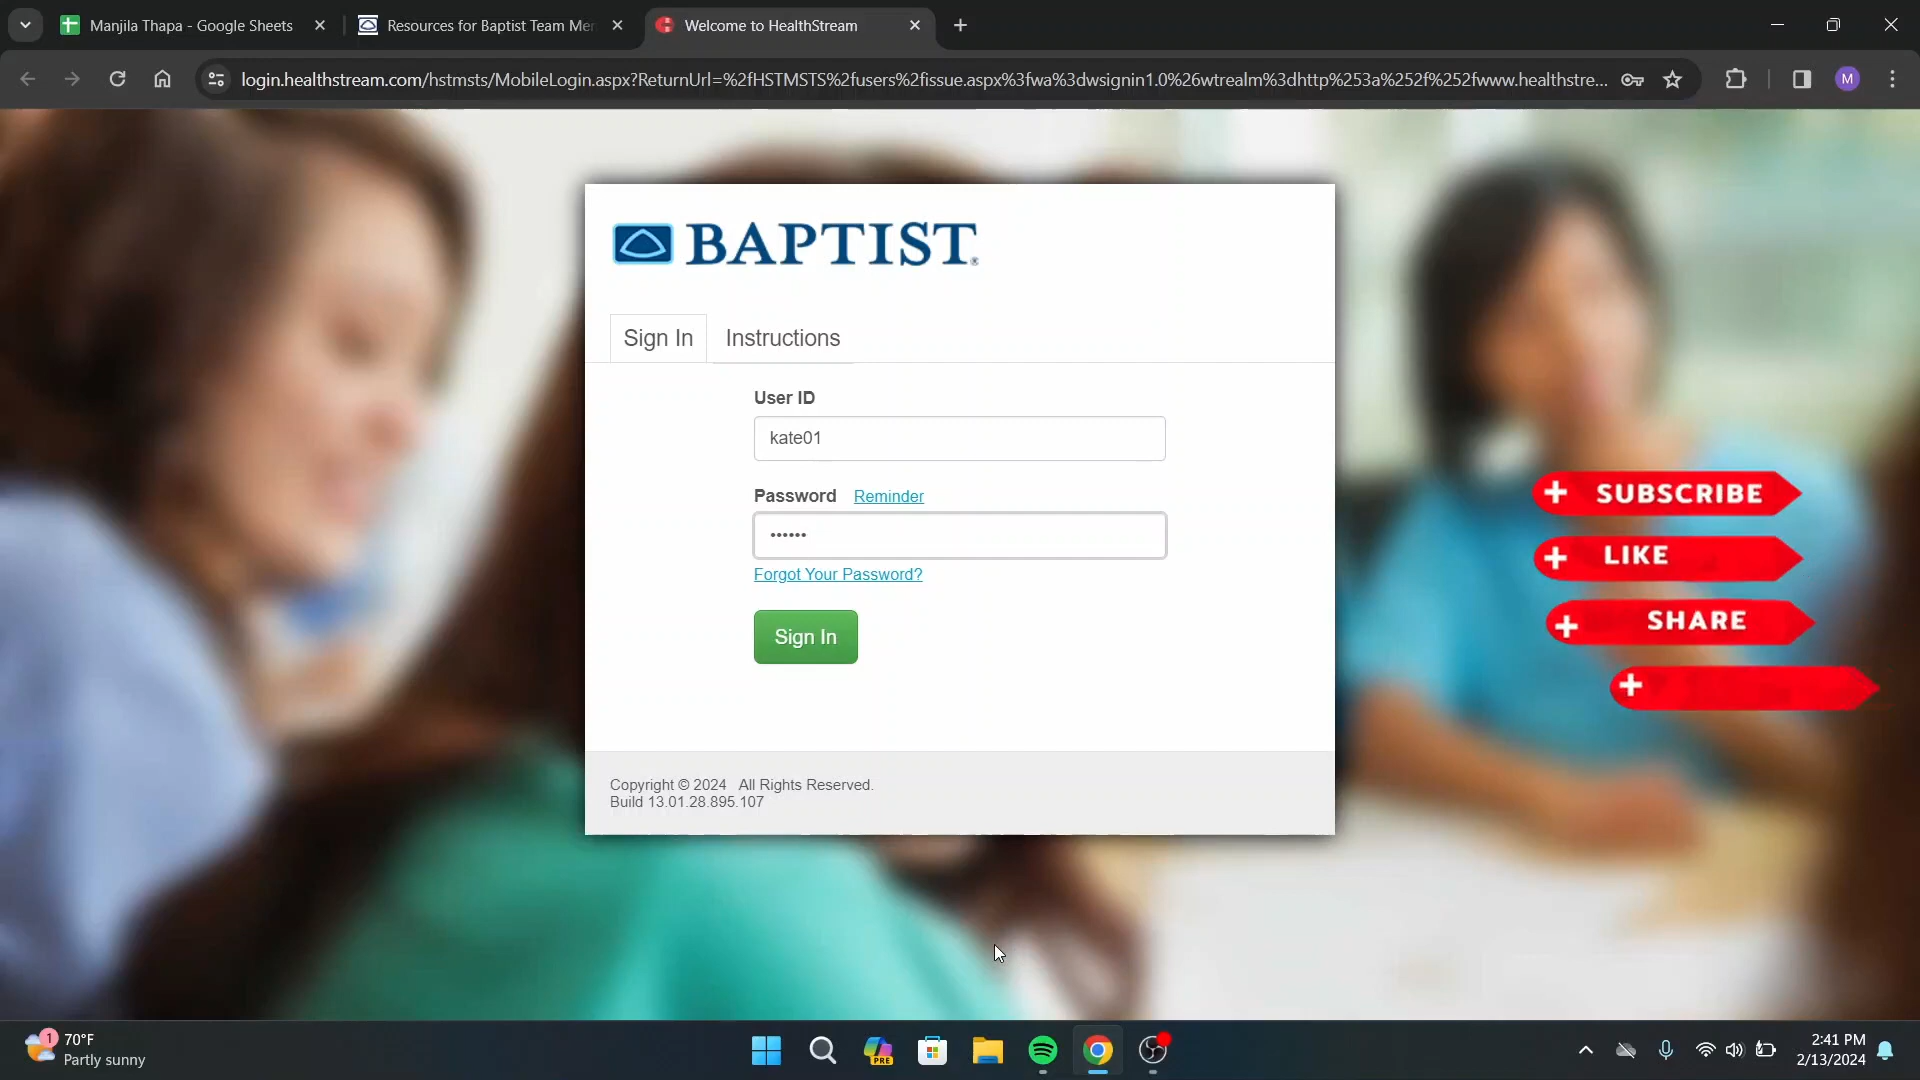 Manjila Thapa - Google Sheets
Resources for Baptist Team Mer
Welcome to HealthStream
login.healthstream.com/hstmsts/MobileLogin.aspx?ReturnUrl=%2fHSTMSTS%2fusers%2fissue.aspx%3fwa%3dwsignin1.0%26wtrealm%3dhttp%253a%252f%252fwww.healthstre...
M
BAPTIST®
Sign In
Instructions
User ID
kate01
Password Reminder
••••••
Forgot Your Password?
Sign In
Copyright © 2024 All Rights Reserved.
Build 13.01.28.895.107
+ SUBSCRIBE
+ LIKE
+ SHARE
+
1
70°F
Partly sunny
PRE
2:41 PM
2/13/2024